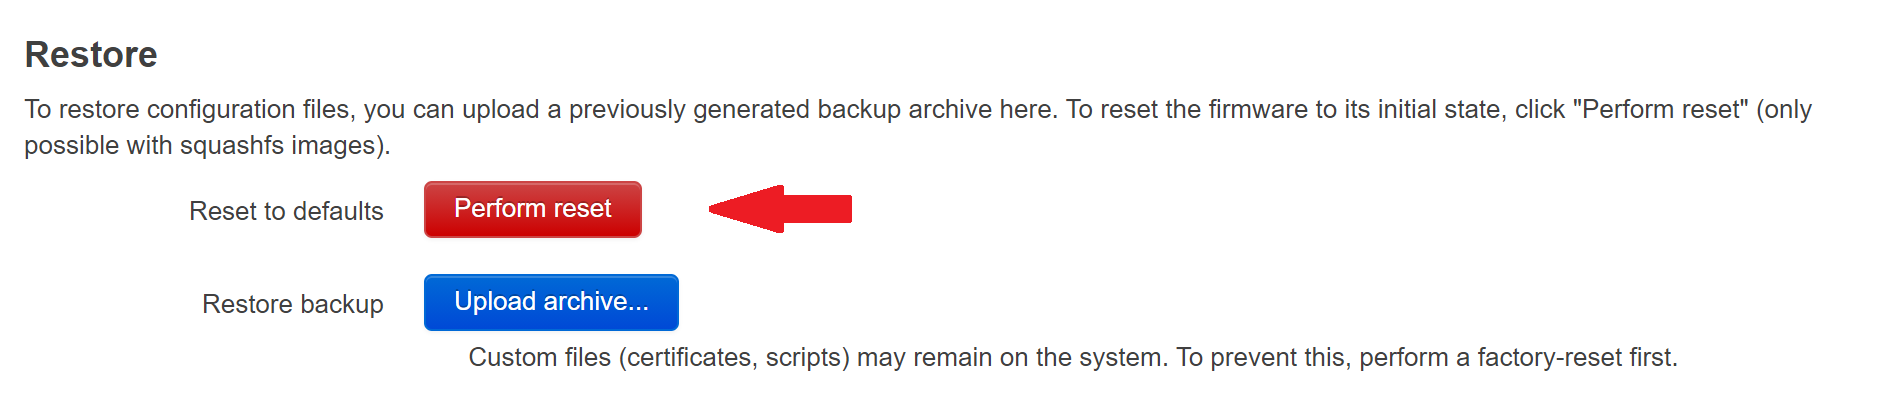 Restore
To restore configuration files, you can upload a previously generated backup archive here. To reset the firmware to its initial state, click "Perform reset" (only
possible with squashfs images).
Reset to defaults Perform reset
Restore backup Upload archive...
Custom files (certificates, scripts) may remain on the system. To prevent this, perform a factory-reset first.